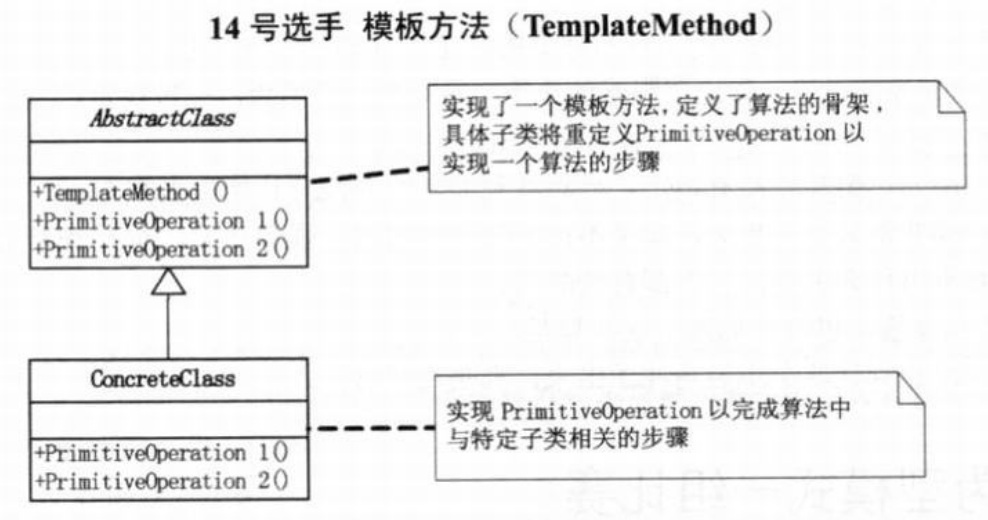 14 号选手 模板方法（TemplateMethod）
AbstractClass
+TemplateMethod ()
+PrimitiveOperation 1()
+PrimitiveOperation 2()
实现了一个模板方法,定义了算法的骨架,
具体子类将重定义PrimitiveOperation 以
实现一个算法的步骤
ConcreteClass
+PrimitiveOperation 1()
+PrimitiveOperation 2()
实现 PrimitiveOperation 以完成算法中
与特定子类相关的步骤